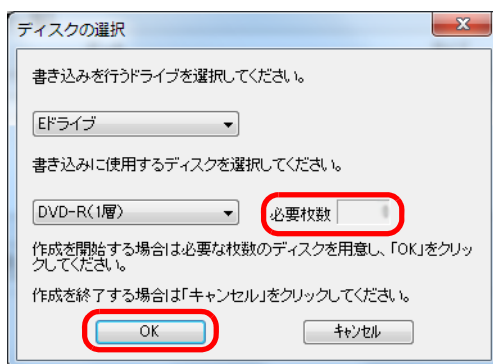 ディスクの選択
書き込みを行うドライブを選択してください。
Eドライブ
書き込みに使用するディスクを選択してください。
DVD-R(1層)
必要枚数
作成を開始する場合は必要な枚数のディスクを用意し、「OK」をクリッ
クしてください。
作成を終了する場合は「キャンセル」をクリックしてください。
OK
キャンセル